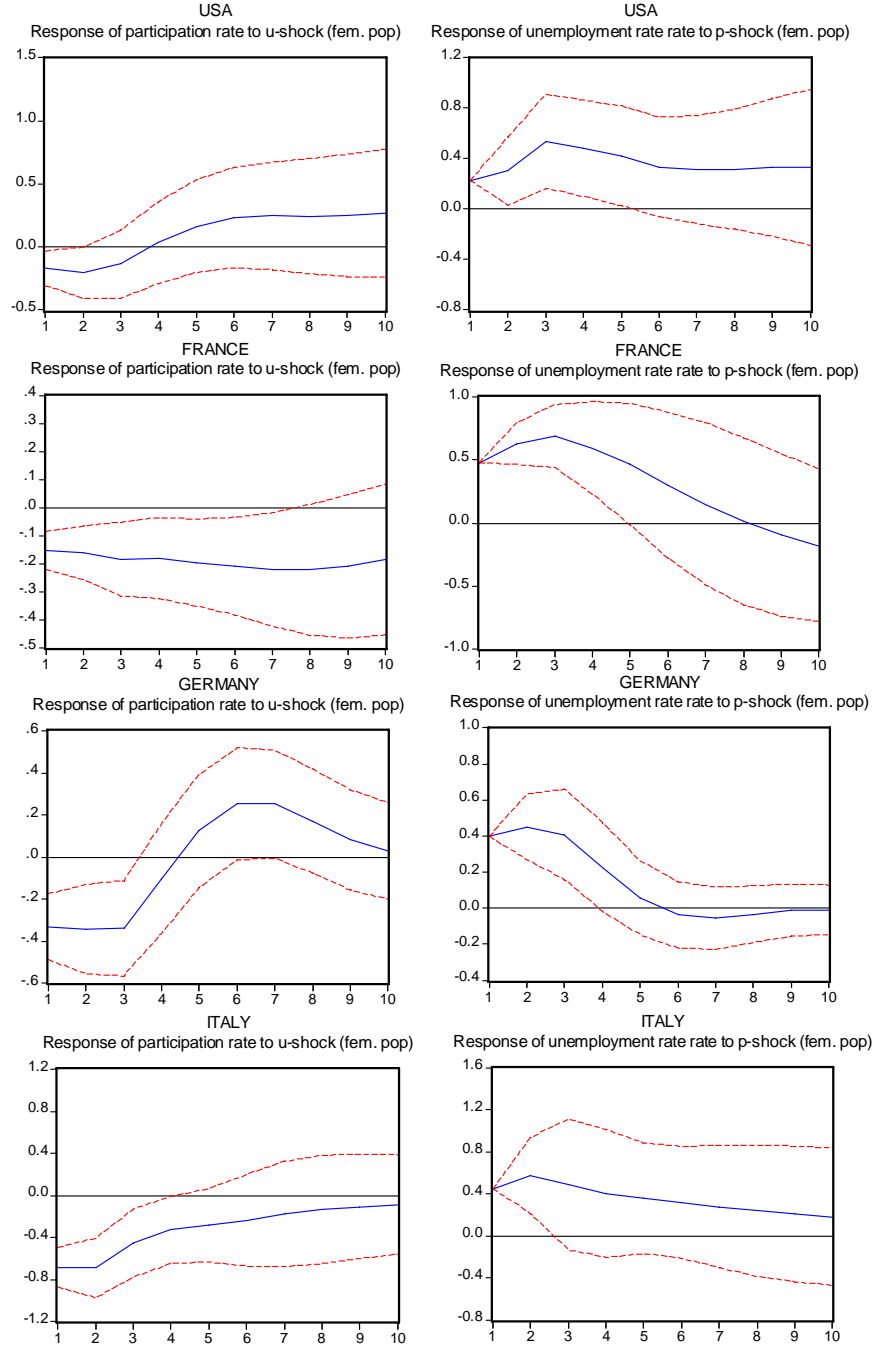 USA
Response of participation rate to u-shock (fem. pop)
1.5
1.0
0.5
0.0
-0.5
1 2 3 4 5 6 7 8 9 10
USA
Response of unemployment rate rate to p-shock (fem. pop)
1.2
0.8
0.4
0.0
-0.4
-0.8
1 2 3 4 5 6 7 8 9 10
FRANCE
Response of participation rate to u-shock (fem. pop)
.4
.3
.2
.1
.0
-.1
-.2
-.3
-.4
-.5
1 2 3 4 5 6 7 8 9 10
FRANCE
Response of unemployment rate rate to p-shock (fem. pop)
1.0
0.5
0.0
-0.5
-1.0
1 2 3 4 5 6 7 8 9 10
GERMANY
Response of participation rate to u-shock (fem. pop)
.6
.4
.2
.0
-.2
-.4
-.6
1 2 3 4 5 6 7 8 9 10
GERMANY
Response of unemployment rate rate to p-shock (fem. pop)
1.0
0.8
0.6
0.4
0.2
0.0
-0.2
-0.4
1 2 3 4 5 6 7 8 9 10
ITALY
Response of participation rate to u-shock (fem. pop)
1.2
0.8
0.4
0.0
-0.4
-0.8
-1.2
1 2 3 4 5 6 7 8 9 10
ITALY
Response of unemployment rate rate to p-shock (fem. pop)
1.6
1.2
0.8
0.4
0.0
-0.4
-0.8
1 2 3 4 5 6 7 8 9 10